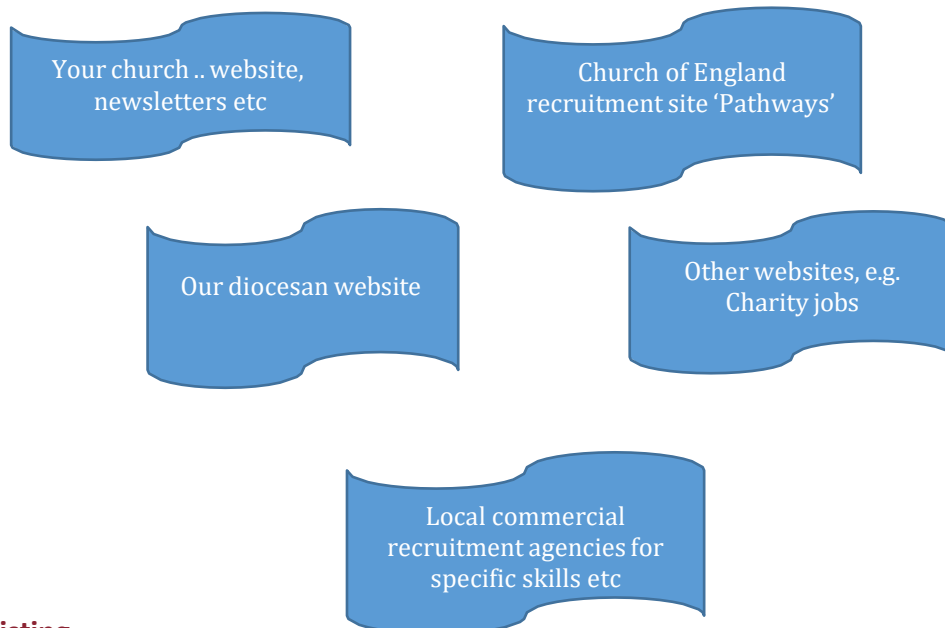 Your church .. website,
newsletters etc
Church of England
recruitment site ‘Pathways’
Our diocesan website
Other websites, e.g.
Charity jobs
Local commercial
recruitment agencies for
specific skills etc